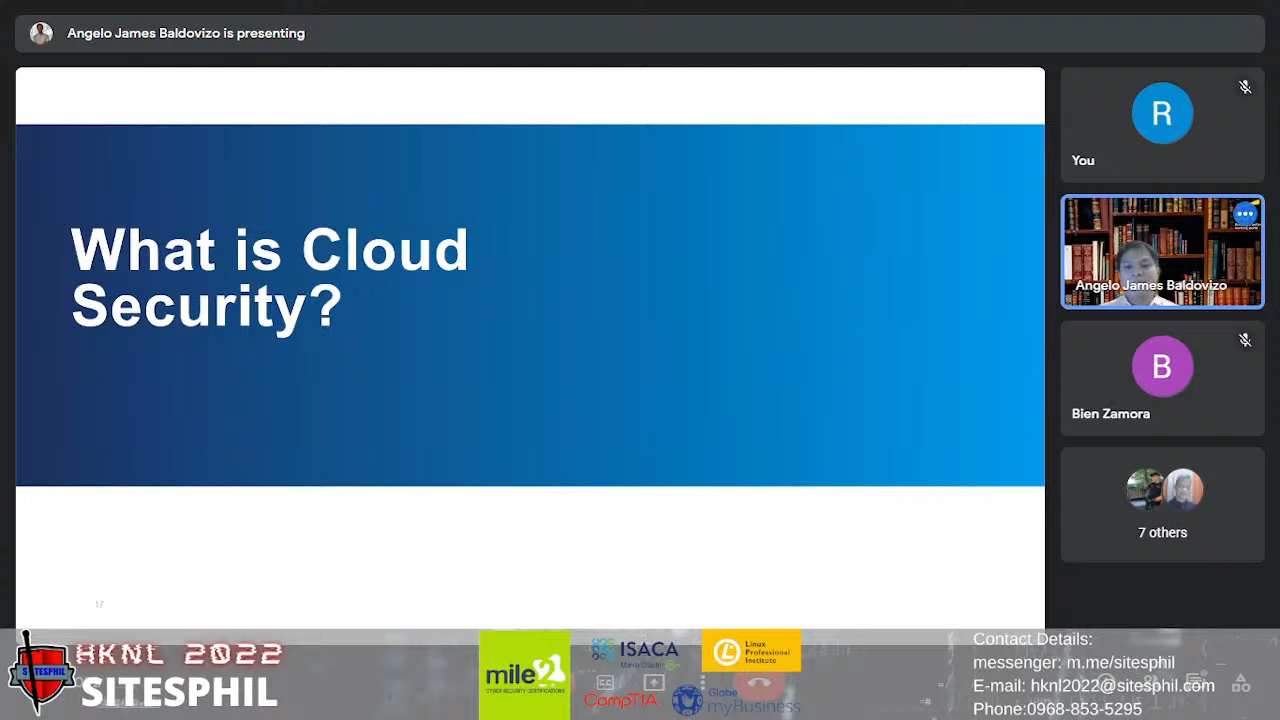 Angelo James Baldovizo is presenting
What is Cloud
Security?
17
R
You
Angelo James Baldovizo
B
Bien Zamora
7 others
SITESPHIL
HKNL 2022
SITESPHIL
mile2
CYBER SECURITY CERTIFICATIONS
ISACA
Manila Chapter
CompTIA
Linux
Professional
Institute
Globe
myBusiness
Contact Details:
messenger: m.me/sitesphil
E-mail: hknl2022@sitesphil.com
Phone:0968-853-5295